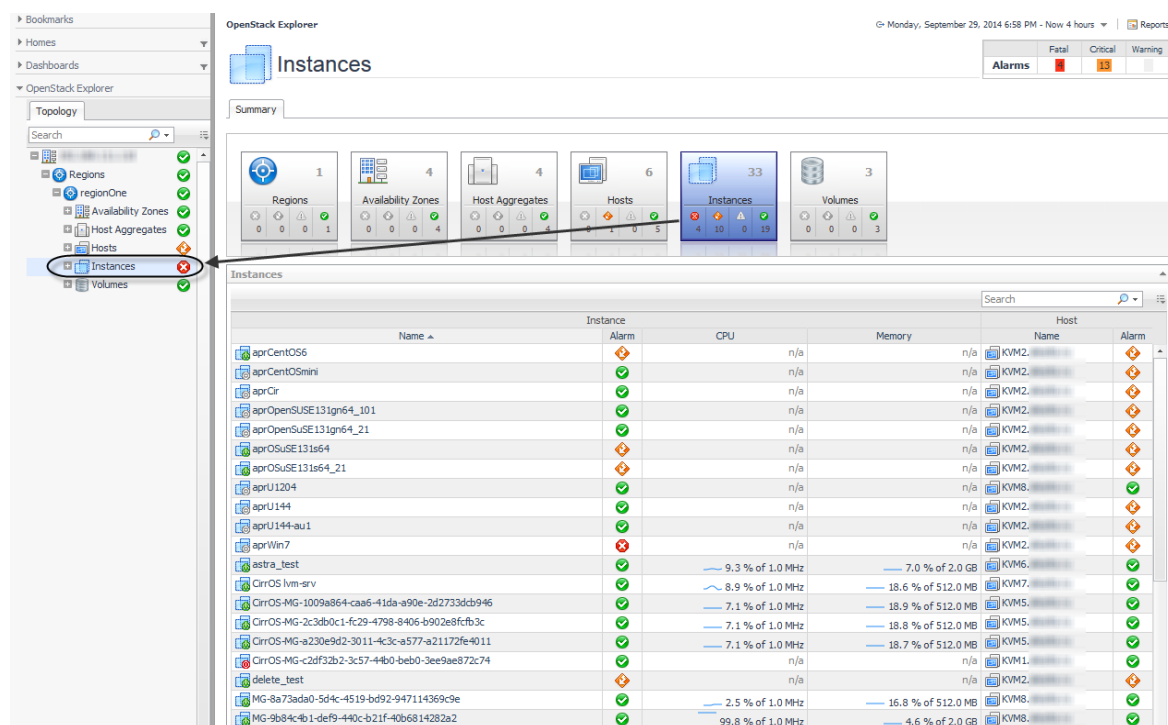 Bookmarks
Homes
Dashboards
OpenStack Explorer
Topology
Search
Regions
regionOne
Availability Zones
Host Aggregates
Hosts
Instances
Volumes
OpenStack Explorer
Monday, September 29, 2014 6:58 PM - Now 4 hours
Reports
Instances
Fatal Critical Warning
Alarms 4 13
Summary
1 4 4 6 33 3
Regions Availability Zones Host Aggregates Hosts Instances Volumes
0 0 0 1 0 0 0 4 0 0 0 4 0 1 0 5 4 10 0 19 0 0 0 3
Instances
Search
Instance Host
Name Alarm CPU Memory Name Alarm
aprCentOS6 n/a n/a KVM2.
aprCentOSmini n/a n/a KVM2.
aprCir n/a n/a KVM2.
aprOpenSUSE131gn64_101 n/a n/a KVM2.
aprOpenSuSE131gn64_21 n/a n/a KVM2.
aprOSuSE131s64 n/a n/a KVM2.
aprOSuSE131s64_21 n/a n/a KVM2.
aprU1204 n/a n/a KVM8.
aprU144 n/a n/a KVM2.
aprU144-au1 n/a n/a KVM2.
aprWin7 n/a n/a KVM2.
astra_test 9.3 % of 1.0 MHz 7.0 % of 2.0 GB KVM6.
CirrOS lvm-srv 8.9 % of 1.0 MHz 18.6 % of 512.0 MB KVM7.
CirrOS-MG-1009a864-caa6-41da-a90e-2d2733dcb946 7.1 % of 1.0 MHz 18.9 % of 512.0 MB KVM5.
CirrOS-MG-2c3db0c1-fc29-4798-8406-b902e8fcfb3c 7.1 % of 1.0 MHz 18.8 % of 512.0 MB KVM5.
CirrOS-MG-a230e9d2-3011-4c3c-a577-a21172fe4011 7.1 % of 1.0 MHz 18.7 % of 512.0 MB KVM5.
CirrOS-MG-c2df32b2-3c57-44b0-beb0-3ee9ae872c74 n/a n/a KVM1.
delete_test n/a n/a KVM2.
MG-8a73ada0-5d4c-4519-bd92-947114369c9e 2.5 % of 1.0 MHz 16.8 % of 512.0 MB KVM8.
MG-9b84c4b1-def9-440c-b21f-40b6814282a2 99.8 % of 1.0 MHz 4.6 % of 2.0 GB KVM8.